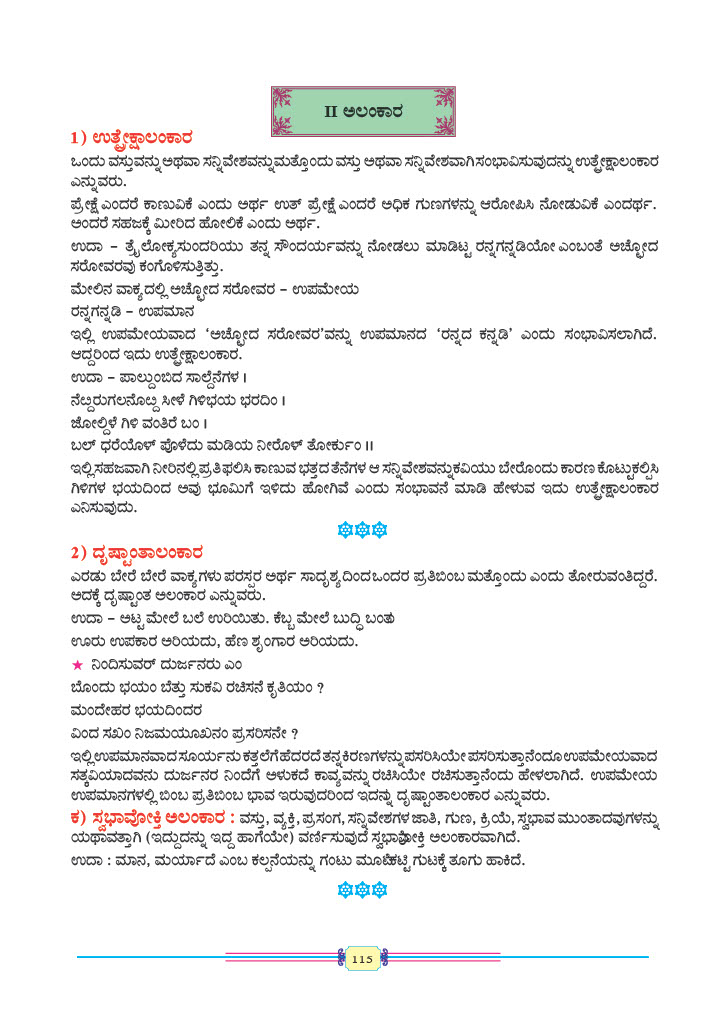 II ಅಲಂಕಾರ
1) ಉತ್ಪ್ರೇಕ್ಷಾಲಂಕಾರ
ಒಂದು ವಸ್ತುವನ್ನು ಅಥವಾ ಸನ್ನಿವೇಶವನ್ನು ಮತ್ತೊಂದು ವಸ್ತು ಅಥವಾ ಸನ್ನಿವೇಶವಾಗಿ ಸಂಭಾವಿಸುವುದನ್ನು ಉತ್ಪ್ರೇಕ್ಷಾಲಂಕಾರ
ಎನ್ನುವರು.
ಪ್ರೇಕ್ಷೆ ಎಂದರೆ ಕಾಣುವಿಕೆ ಎಂದು ಅರ್ಥ ಉತ್ ಪ್ರೇಕ್ಷೆ ಎಂದರೆ ಅಧಿಕ ಗುಣಗಳನ್ನು ಆರೋಪಿಸಿ ನೋಡುವಿಕೆ ಎಂದರ್ಥ.
ಅಂದರೆ ಸಹಜಕ್ಕೆ ಮೀರಿದ ಹೋಲಿಕೆ ಎಂದು ಅರ್ಥ.
ಉದಾ – ತ್ರೈಲೋಕ್ಯಸುಂದರಿಯು ತನ್ನ ಸೌಂದರ್ಯವನ್ನು ನೋಡಲು ಮಾಡಿಟ್ಟ ರನ್ನಗನ್ನಡಿಯೋ ಎಂಬಂತೆ ಅಚ್ಛೋದ
ಸರೋವರವು ಕಂಗೊಳಿಸುತ್ತಿತ್ತು.
ಮೇಲಿನ ವಾಕ್ಯದಲ್ಲಿ ಅಚ್ಛೋದ ಸರೋವರ – ಉಪಮೇಯ
ರನ್ನಗನ್ನಡಿ – ಉಪಮಾನ
ಇಲ್ಲಿ ಉಪಮೇಯವಾದ ‘ಅಚ್ಛೋದ ಸರೋವರ’ವನ್ನು ಉಪಮಾನದ ‘ರನ್ನದ ಕನ್ನಡಿ’ ಎಂದು ಸಂಭಾವಿಸಲಾಗಿದೆ.
ಆದ್ದರಿಂದ ಇದು ಉತ್ಪ್ರೇಕ್ಷಾಲಂಕಾರ.
ಉದಾ – ಪಾಲ್ದುಂಬಿದ ಸಾಲ್ದೆನೆಗಳ ।
ನೆೞ್ದರುಗಲನೊೞ್ದ ಸೀಳೆ ಗಿಳಿಭಯ ಭರದಿಂ ।
ಜೋಲ್ದಿಳೆ ಗಿಳಿ ವಂತಿರೆ ಬಂ ।
ಬಲ್ ಧರೆಯೊಳ್ ಪೊಳೆದು ಮಡಿಯ ನೀರೊಳ್ ತೋರ್ಕುಂ ।।
ಇಲ್ಲಿ ಸಹಜವಾಗಿ ನೀರಿನಲ್ಲಿ ಪ್ರತಿಫಲಿಸಿ ಕಾಣುವ ಭತ್ತದ ತೆನೆಗಳ ಆ ಸನ್ನಿವೇಶವನ್ನು ಕವಿಯು ಬೇರೊಂದು ಕಾರಣ ಕೊಟ್ಟು ಕಲ್ಪಿಸಿ
ಗಿಳಿಗಳ ಭಯದಿಂದ ಅವು ಭೂಮಿಗೆ ಇಳಿದು ಹೋಗಿವೆ ಎಂದು ಸಂಭಾವನೆ ಮಾಡಿ ಹೇಳುವ ಇದು ಉತ್ಪ್ರೇಕ್ಷಾಲಂಕಾರ
ಎನಿಸುವುದು.
2) ದೃಷ್ಟಾಂತಾಲಂಕಾರ
ಎರಡು ಬೇರೆ ಬೇರೆ ವಾಕ್ಯಗಳು ಪರಸ್ಪರ ಅರ್ಥ ಸಾದೃಶ್ಯದಿಂದ ಒಂದರ ಪ್ರತಿಬಿಂಬ ಮತ್ತೊಂದು ಎಂದು ತೋರುವಂತಿದ್ದರೆ.
ಅದಕ್ಕೆ ದೃಷ್ಟಾಂತ ಅಲಂಕಾರ ಎನ್ನುವರು.
ಉದಾ – ಅಟ್ಟ ಮೇಲೆ ಬಲೆ ಉರಿಯಿತು. ಕೆಬ್ಬ ಮೇಲೆ ಬುದ್ಧಿ ಬಂತು
ಊರು ಉಪಕಾರ ಅರಿಯದು, ಹೆಣ ಶೃಂಗಾರ ಅರಿಯದು.
★ ನಿಂದಿಸುವರ್ ದುರ್ಜನರು ಎಂ
ಬೊಂದು ಭಯಂ ಬೆತ್ತು ಸುಕವಿ ರಚಿಸನೆ ಕೃತಿಯಂ ?
ಮಂದೇಹರ ಭಯದಿಂದರ
ವಿಂದ ಸಖಂ ನಿಜಮಯೂಖನಂ ಪ್ರಸರಿಸನೇ ?
ಇಲ್ಲಿ ಉಪಮಾನವಾದ ಸೂರ್ಯನು ಕತ್ತಲೆಗೆ ಹೆದರದೆ ತನ್ನ ಕಿರಣಗಳನ್ನು ಪಸರಿಸಿಯೇ ಪಸರಿಸುತ್ತಾನೆಂದೂ ಉಪಮೇಯವಾದ
ಸತ್ಕವಿಯಾದವನು ದುರ್ಜನರ ನಿಂದೆಗೆ ಅಳುಕದೆ ಕಾವ್ಯವನ್ನು ರಚಿಸಿಯೇ ರಚಿಸುತ್ತಾನೆಂದು ಹೇಳಲಾಗಿದೆ. ಉಪಮೇಯ
ಉಪಮಾನಗಳಲ್ಲಿ ಬಿಂಬ ಪ್ರತಿಬಿಂಬ ಭಾವ ಇರುವುದರಿಂದ ಇದನ್ನು ದೃಷ್ಟಾಂತಾಲಂಕಾರ ಎನ್ನುವರು.
ಕ) ಸ್ವಭಾವೋಕ್ತಿ ಅಲಂಕಾರ : ವಸ್ತು, ವ್ಯಕ್ತಿ, ಪ್ರಸಂಗ, ಸನ್ನಿವೇಶಗಳ ಜಾತಿ, ಗುಣ, ಕ್ರಿಯೆ, ಸ್ವಭಾವ ಮುಂತಾದವುಗಳನ್ನು
ಯಥಾವತ್ತಾಗಿ (ಇದ್ದುದನ್ನು ಇದ್ದ ಹಾಗೆಯೇ) ವರ್ಣಿಸುವುದೆ ಸ್ವಭಾವೋಕ್ತಿ ಅಲಂಕಾರವಾಗಿದೆ.
ಉದಾ : ಮಾನ, ಮರ್ಯಾದೆ ಎಂಬ ಕಲ್ಪನೆಯನ್ನು ಗಂಟು ಮೂಟೆಕಟ್ಟಿ ಗುಟಕ್ಕೆ ತೂಗು ಹಾಕಿದೆ.
115